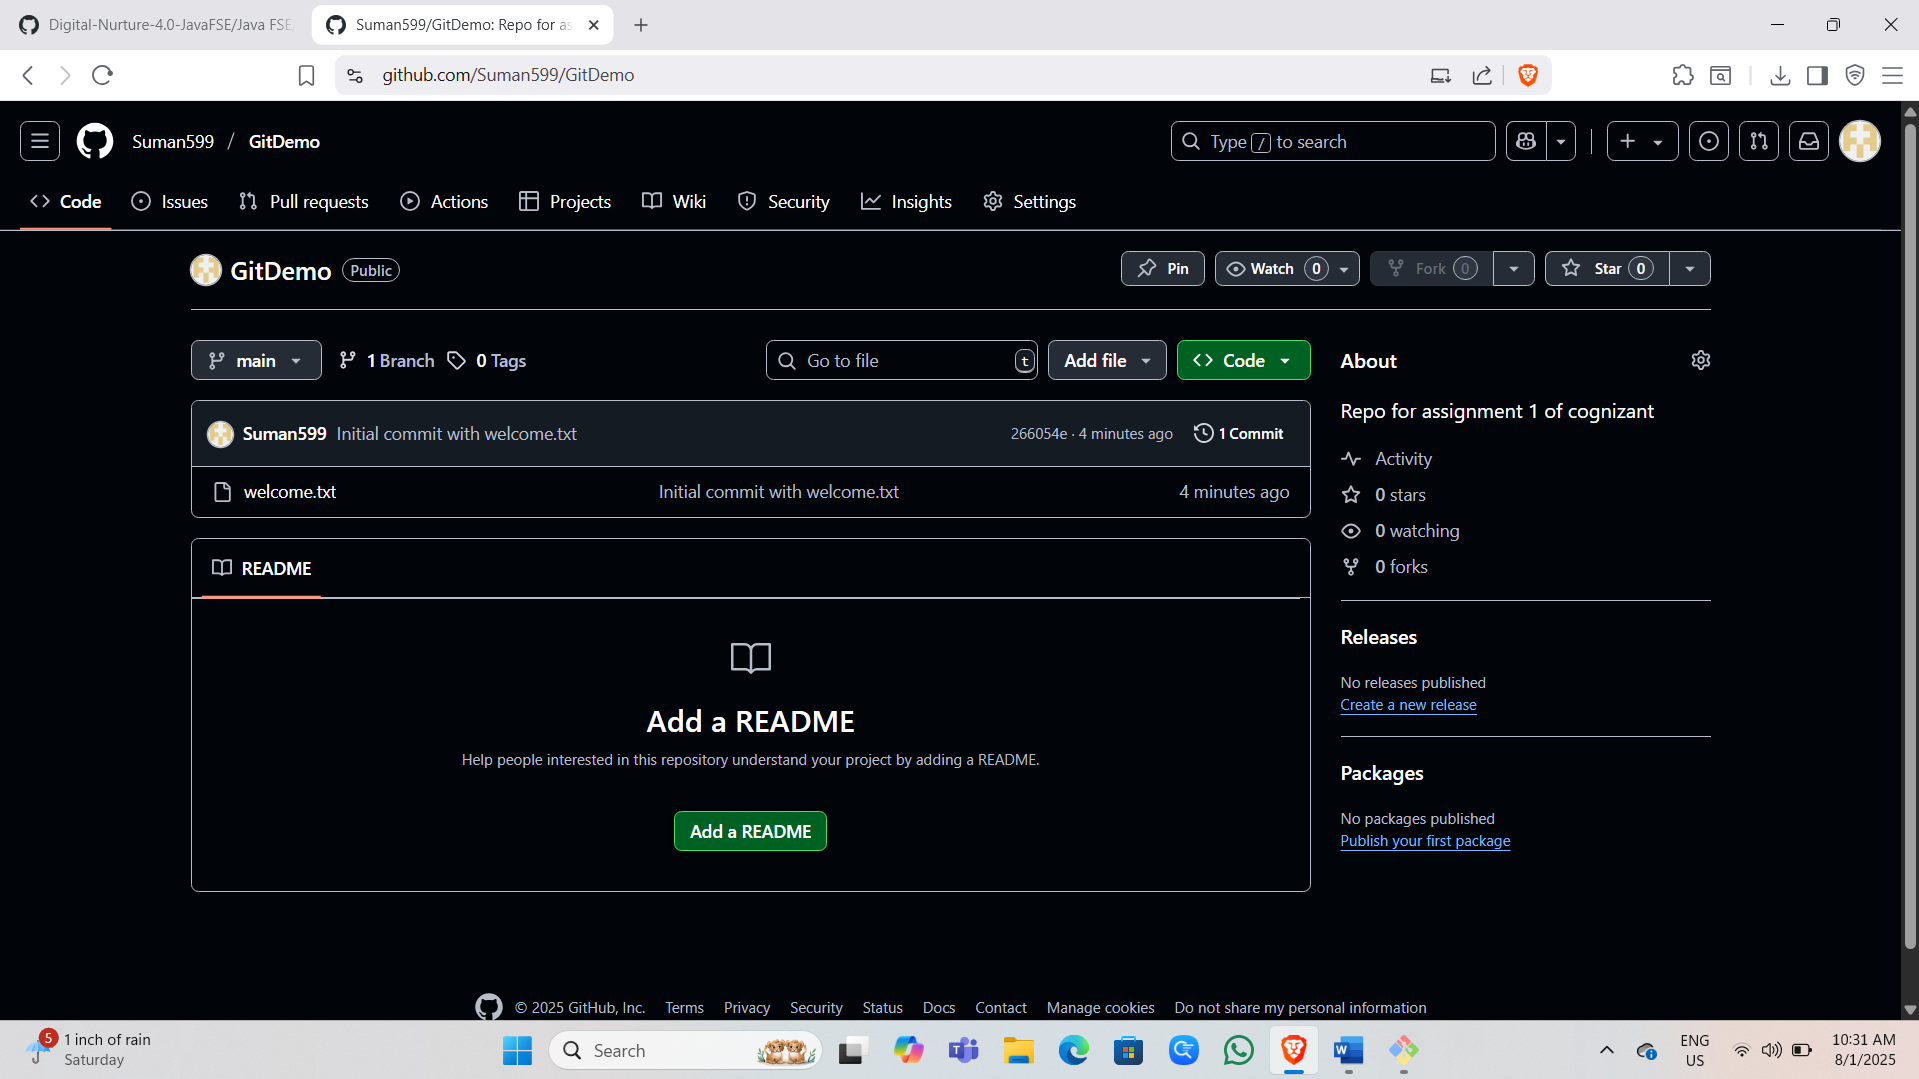 Digital-Nurture-4.0-JavaFSE/Java FSE/
Suman599/GitDemo: Repo for as
github.com/Suman599/GitDemo
Suman599 / GitDemo
Type / to search
Code
Issues
Pull requests
Actions
Projects
Wiki
Security
Insights
Settings
GitDemo
Public
Pin
Watch 0
Fork 0
Star 0
main
1 Branch
0 Tags
Go to file
t
Add file
Code
Suman599 Initial commit with welcome.txt
266054e · 4 minutes ago
1 Commit
welcome.txt
Initial commit with welcome.txt
4 minutes ago
README
Add a README
Help people interested in this repository understand your project by adding a README.
Add a README
About
Repo for assignment 1 of cognizant
Activity
0 stars
0 watching
0 forks
Releases
No releases published
Create a new release
Packages
No packages published
Publish your first package
© 2025 GitHub, Inc.
Terms
Privacy
Security
Status
Docs
Contact
Manage cookies
Do not share my personal information
5
1 inch of rain
Saturday
Search
W
ENG
US
10:31 AM
8/1/2025